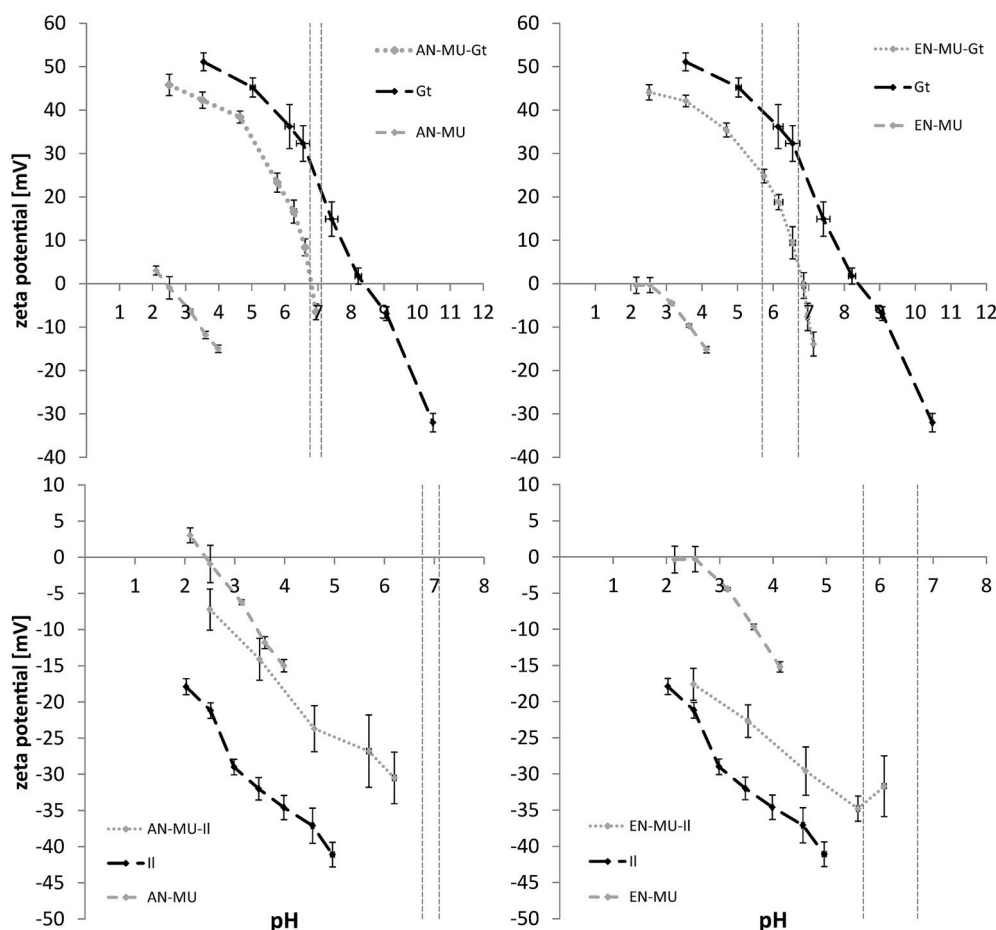 60
50
40
30
20
10
0
-10
-20
-30
-40
zeta potential [mV]
1 2 3 4 5 6 7 8 9 10 11 12
AN-MU-Gt
Gt
AN-MU
60
50
40
30
20
10
0
-10
-20
-30
-40
1 2 3 4 5 6 7 8 9 10 11 12
EN-MU-Gt
Gt
EN-MU
10
5
0
-5
-10
-15
-20
-25
-30
-35
-40
-45
-50
zeta potential [mV]
0 1 2 3 4 5 6 7 8
AN-MU-Il
Il
AN-MU
pH
10
5
0
-5
-10
-15
-20
-25
-30
-35
-40
-45
-50
1 2 3 4 5 6 7 8
EN-MU-Il
Il
EN-MU
pH